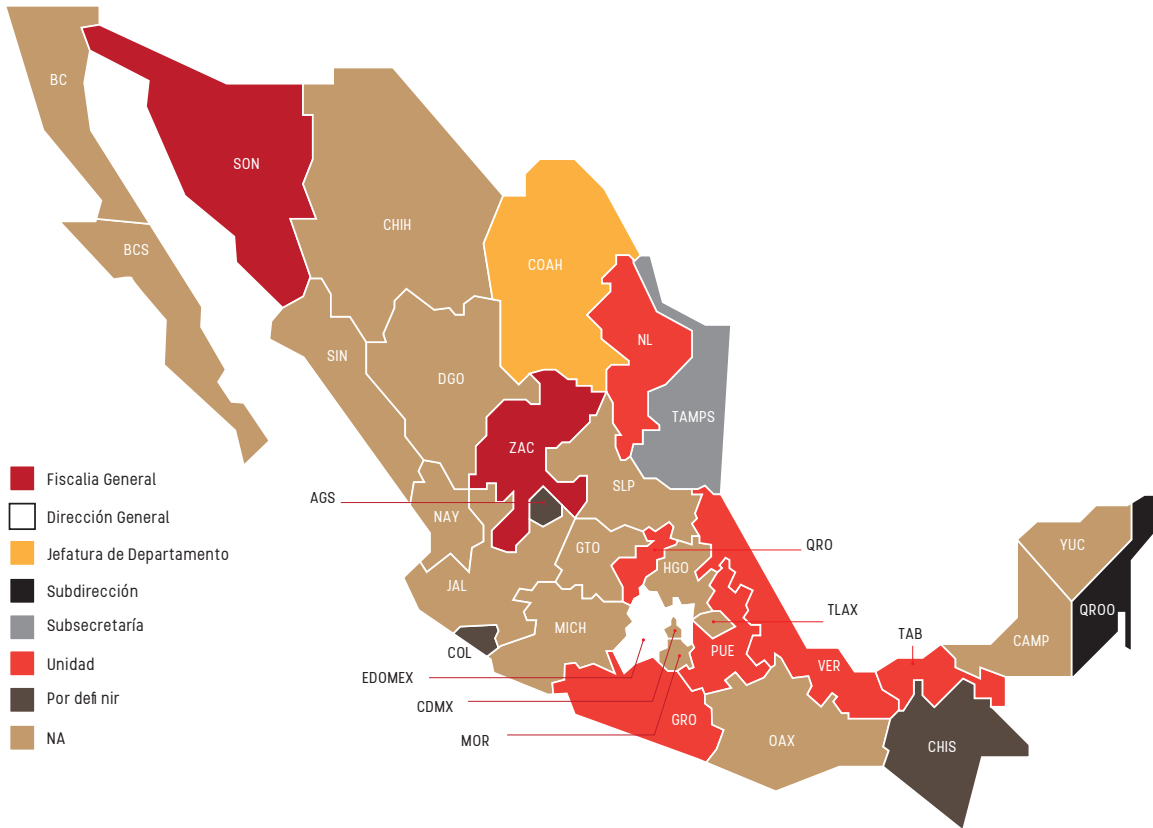 BC
SON
CHIH
BCS
COAH
NL
SIN
DGO
TAMPS
ZAC
Fiscalia General
SLP
AGS
Dirección General
NAY
YUC
QRO
GTO
Jefatura de Departamento
HGO
JAL
Subdirección
TLAX
QROO
Subsecretaría
MICH
TAB
CAMP
COL
PUE
Unidad
VER
EDOMEX
Por definir
CDMX
GRO
NA
MOR
OAX
CHIS